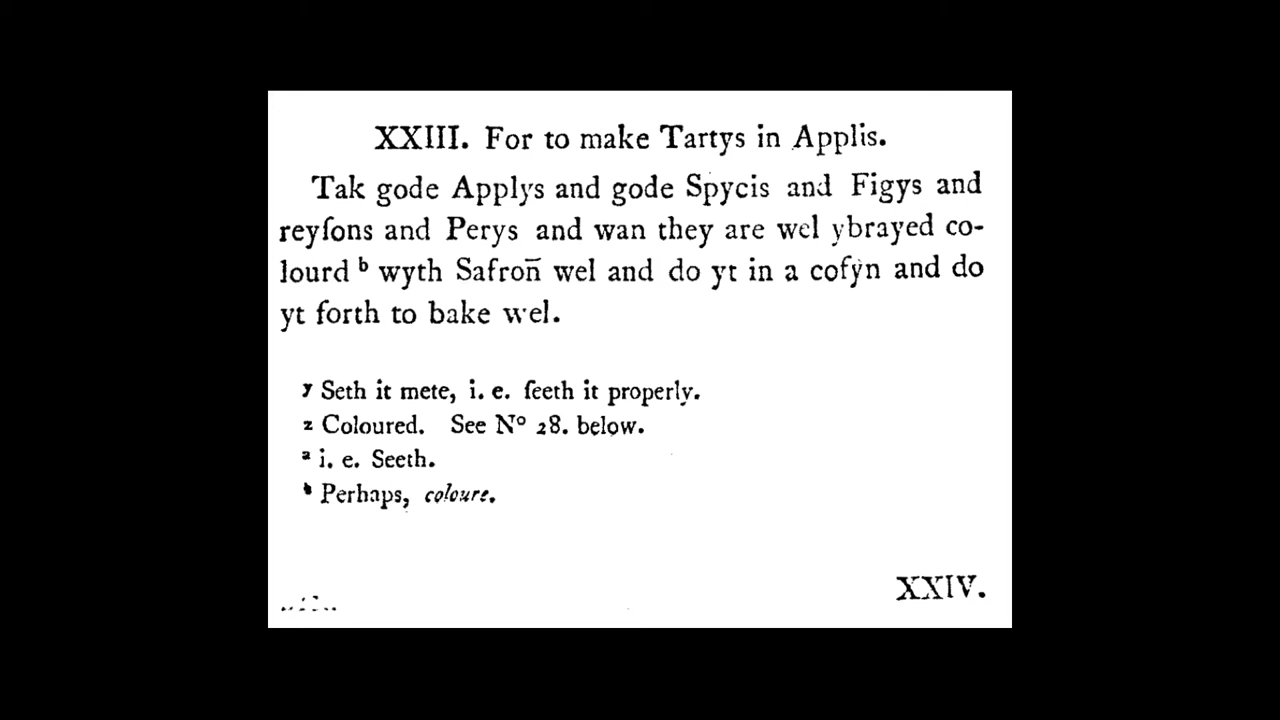 XXIII. For to make Tartys in Applis.
Tak gode Applys and gode Spycis and Figys and
reyſons and Perys and wan they are wel ybrayed co-
lourd b wyth Safron̄ wel and do yt in a cofyn and do
yt forth to bake wel.
y Seth it mete, i. e. ſeeth it properly.
z Coloured. See No 28. below.
a i. e. Seeth.
b Perhaps, coloure.
XXIV.